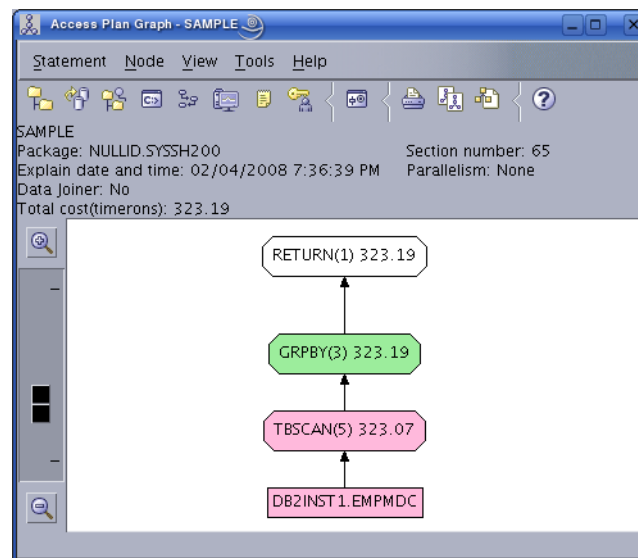 Access Plan Graph - SAMPLE
Statement Node View Tools Help
SAMPLE
Package: NULLID.SYSSH200 Section number: 65
Explain date and time: 02/04/2008 7:36:39 PM Parallelism: None
Data Joiner: No
Total cost(timerons): 323.19
RETURN(1) 323.19
GRPBY(3) 323.19
TBSCAN(5) 323.07
DB2INST1.EMPMDC